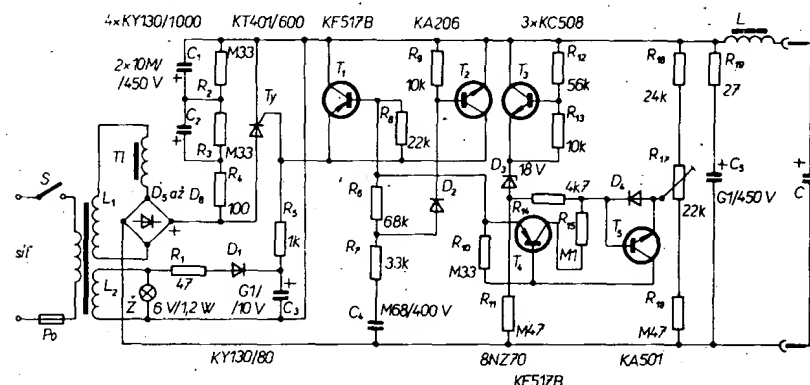 4×KY130/1000 KT401/600 KF517B KA206 3×KC508
L
C1
2×10M/
/450 V
M33
R2
C2
R3
M33
R4
100
Ty
T1
R8
22k
R9
10k
T2
T3
R12
56k
R13
10k
R18
24k
R19
27
S
Tl
L1
D5 až D8
síť
R5
1k
R6
68k
D2
D3
18 V
4k7
D4
R14
R15
M1
T5
T4
R17
22k
C5
G1/450 V
C
R7
33k
R10
M33
R1
47
D1
G1/
/10 V
C3
L2
Ž
6 V/1,2 W
Po
C4
M68/400 V
R11
M47
R16
M47
KY130/80 8NZ70 KA501
KF517B